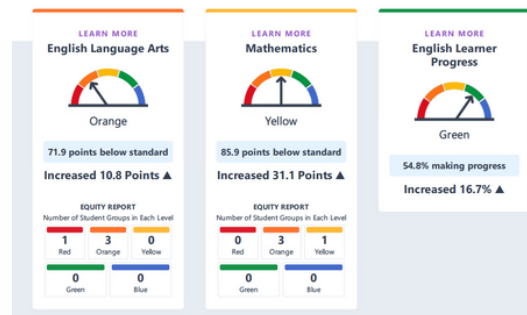 LEARN MORE
English Language Arts
Orange
71.9 points below standard
Increased 10.8 Points ▲
EQUITY REPORT
Number of Student Groups in Each Level
1
Red
3
Orange
0
Yellow
0
Green
0
Blue
LEARN MORE
Mathematics
Yellow
85.9 points below standard
Increased 31.1 Points ▲
EQUITY REPORT
Number of Student Groups in Each Level
0
Red
3
Orange
1
Yellow
0
Green
0
Blue
LEARN MORE
English Learner
Progress
Green
54.8% making progress
Increased 16.7% ▲